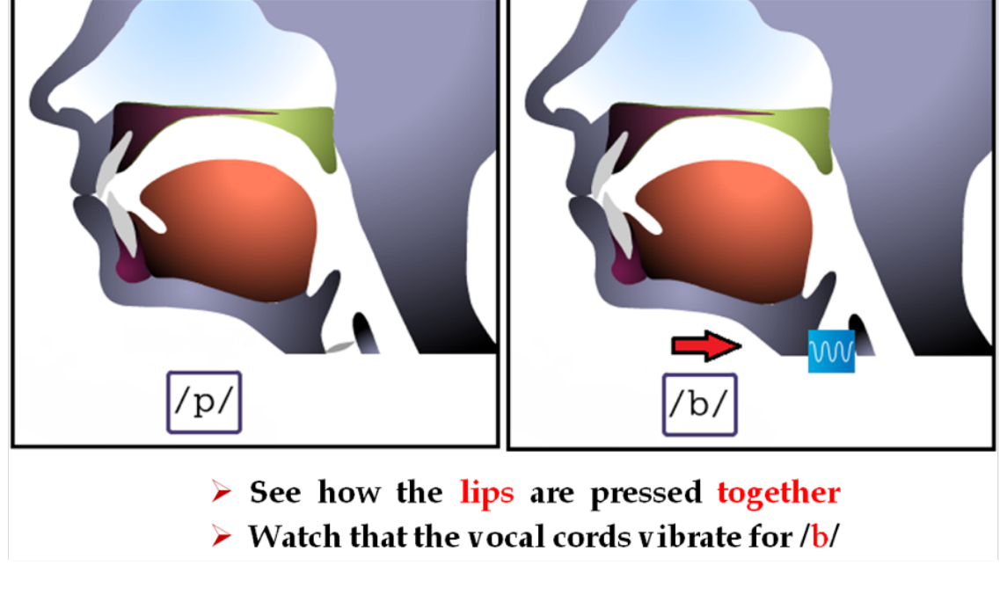 /p/
/b/
See how the lips are pressed together
Watch that the vocal cords vibrate for /b/